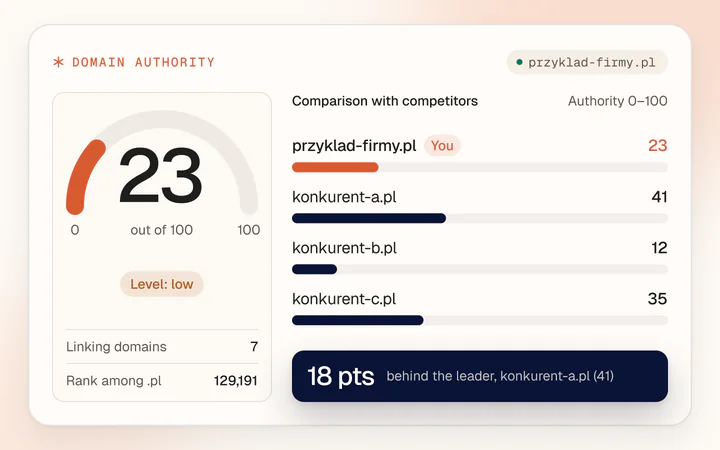 DOMAIN AUTHORITY
przyklad-firmy.pl
23
0 out of 100 100
Level: low
Linking domains 7
Rank among .pl 129,191
Comparison with competitors Authority 0–100
przyklad-firmy.pl You 23
konkurent-a.pl 41
konkurent-b.pl 12
konkurent-c.pl 35
18 pts behind the leader, konkurent-a.pl (41)